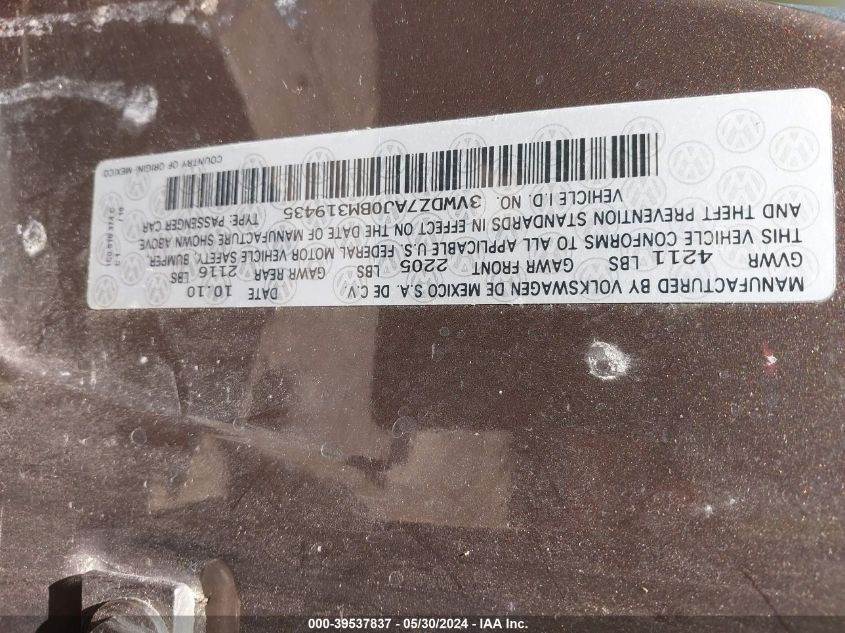 MANUFACTURED BY VOLKSWAGEN DE MEXICO S.A. DE C.V. DATE
GVWR GAWR FRONT GAWR REAR 10.10
4211 LBS 2205 LBS 2116 LBS
THIS VEHICLE CONFORMS TO ALL APPLICABLE U.S. FEDERAL MOTOR VEHICLE SAFETY, BUMPER,
AND THEFT PREVENTION STANDARDS IN EFFECT ON THE DATE OF MANUFACTURE SHOWN ABOVE
VEHICLE I.D. NO. 3VWDZ7AJ0BM319435 TYPE: PASSENGER CAR
COUNTRY OF ORIGIN: MEXICO
000-39537837 - 05/30/2024 - IAA Inc.